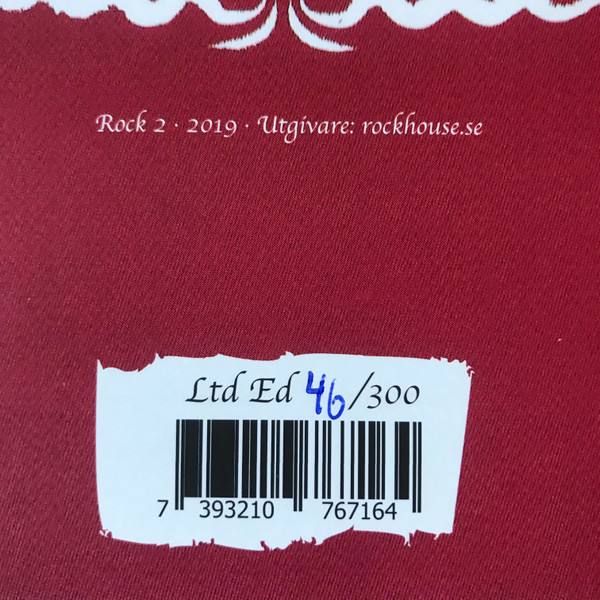 Rock 2 · 2019 · Utgivare: rockhouse.se
Ltd Ed 46/300
7 393210 767164